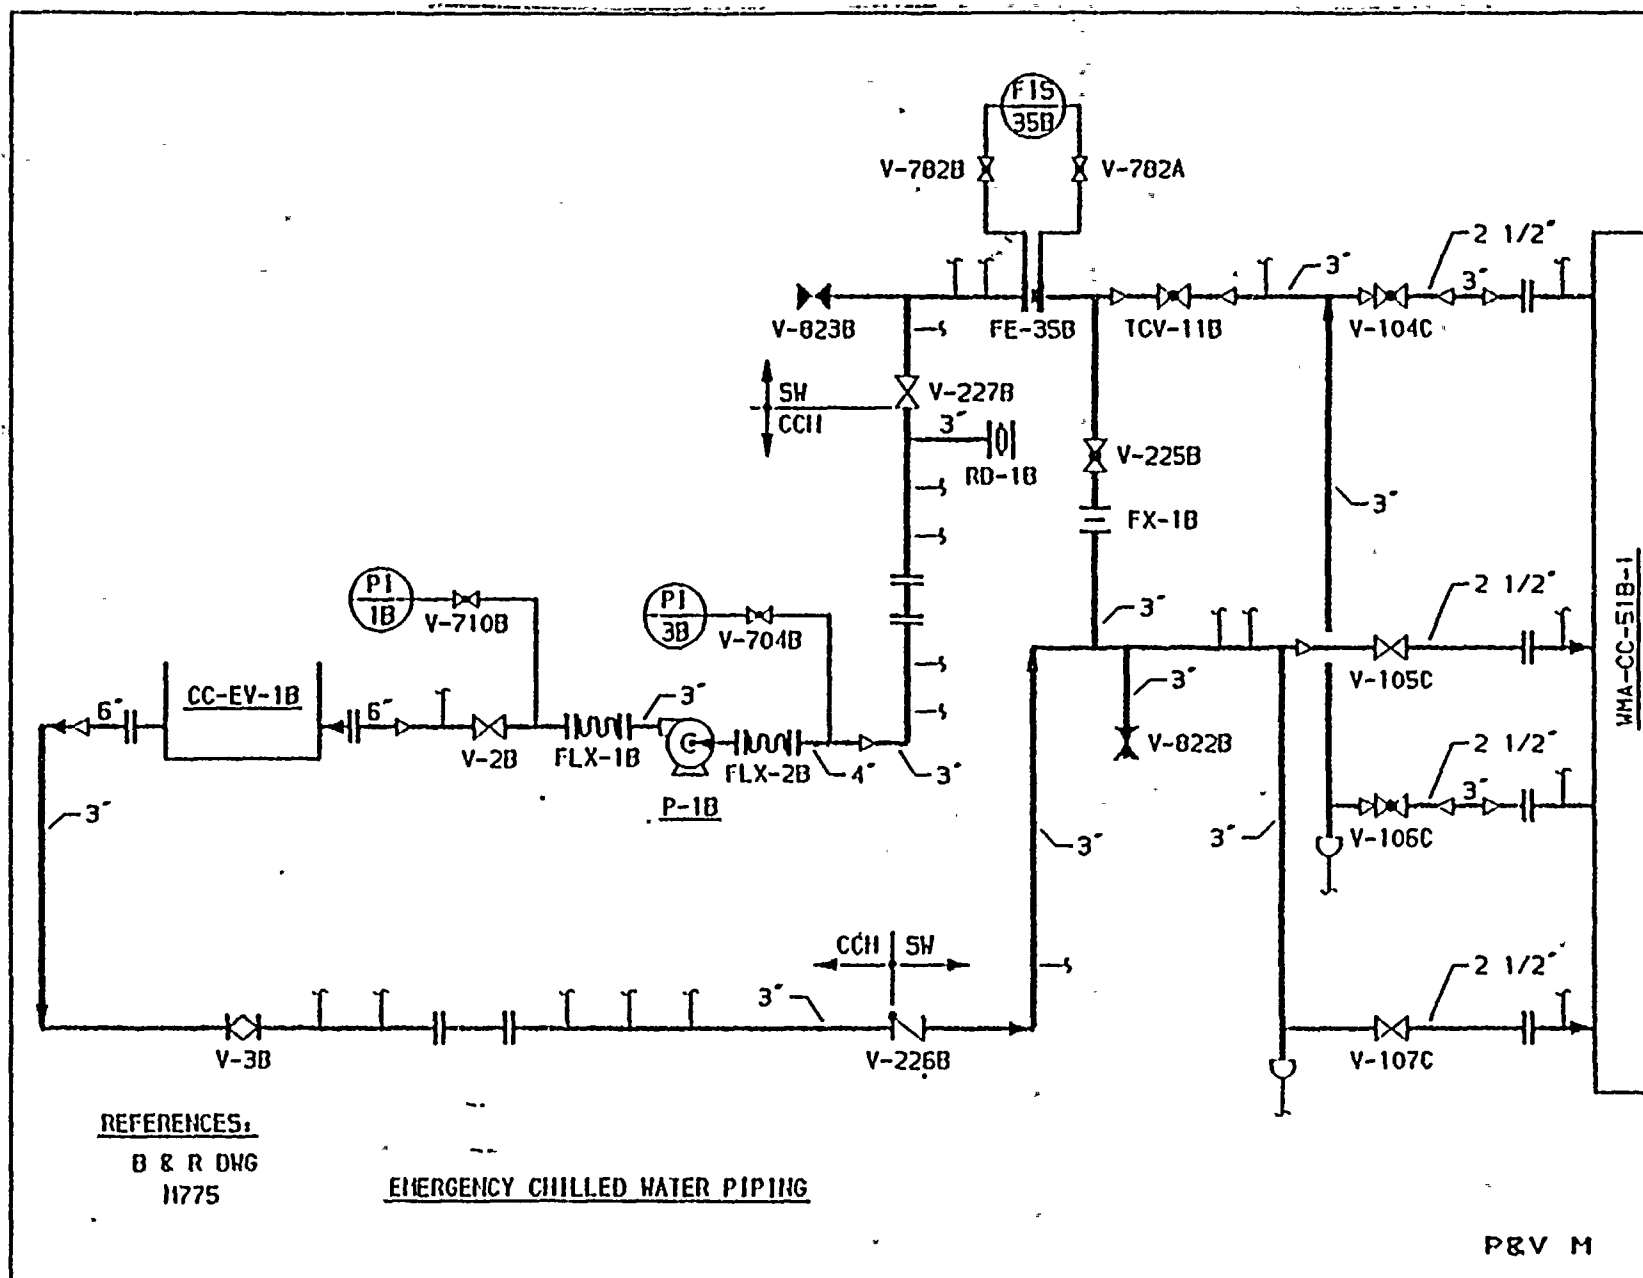 FIS
35B
V-782B
V-782A
2 1/2"
3"
3"
V-823B
FE-35B
TCV-11B
V-104C
SW
CCH
V-227B
3"
RD-1B
V-225B
3"
FX-1B
PI
1B
V-710B
PI
3B
V-704B
3"
2 1/2"
WMA-CC-51B-1
CC-EV-1B
6"
6"
3"
3"
V-105C
V-2B
FLX-1B
C
FLX-2B
4"
3"
V-822B
2 1/2"
3"
P-1B
3"
3"
3"
V-106C
CCH
SW
3"
2 1/2"
V-3B
V-226B
V-107C
REFERENCES:
B & R DWG
M775
EMERGENCY CHILLED WATER PIPING
P&V M